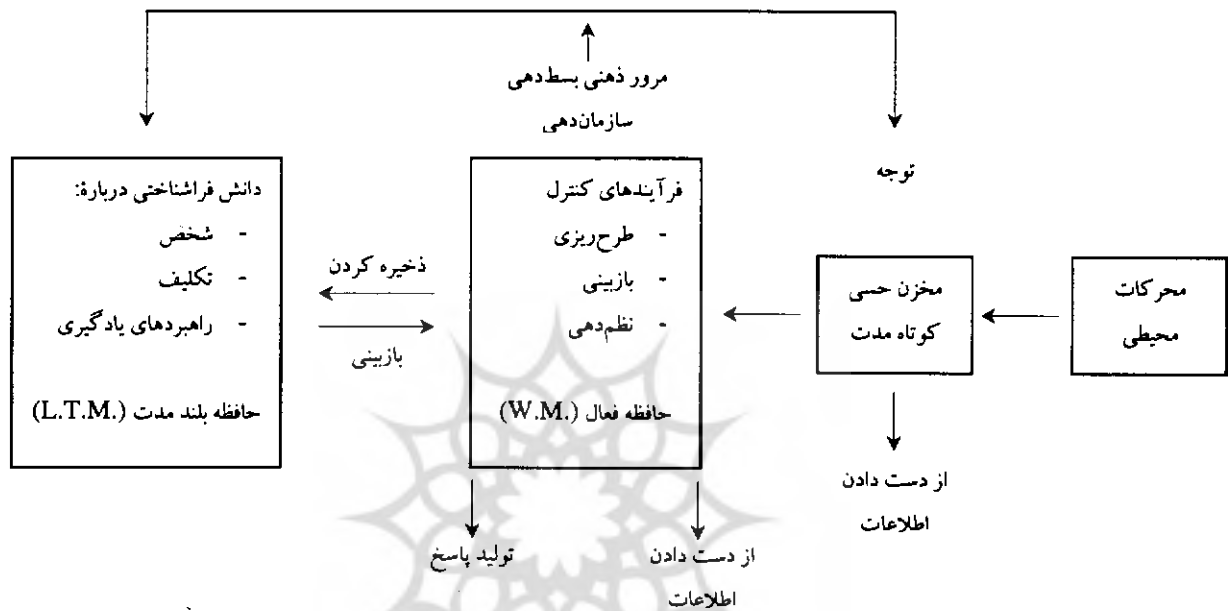 مرور ذهنی بسط‌دهی
سازمان‌دهی
توجه
محرکات
محیطی
مخزن حسی
کوتاه مدت
از دست دادن
اطلاعات
فرآیندهای کنترل
- طرح‌ریزی
- بازبینی
- نظم‌دهی
حافظه فعال (W.M.)
از دست دادن
اطلاعات
تولید پاسخ
ذخیره کردن
بازبینی
دانش فراشناختی دربارۀ:
- شخص
- تکلیف
- راهبردهای یادگیری
حافظه بلند مدت (L.T.M.)